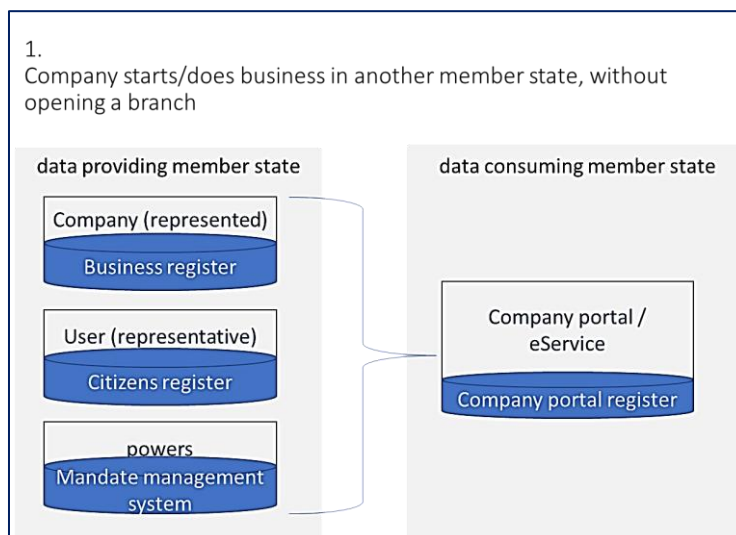 1.
Company starts/does business in another member state, without
opening a branch
data providing member state
Company (represented)
Business register
User (representative)
Citizens register
powers
Mandate management
system
data consuming member state
Company portal /
eService
Company portal register